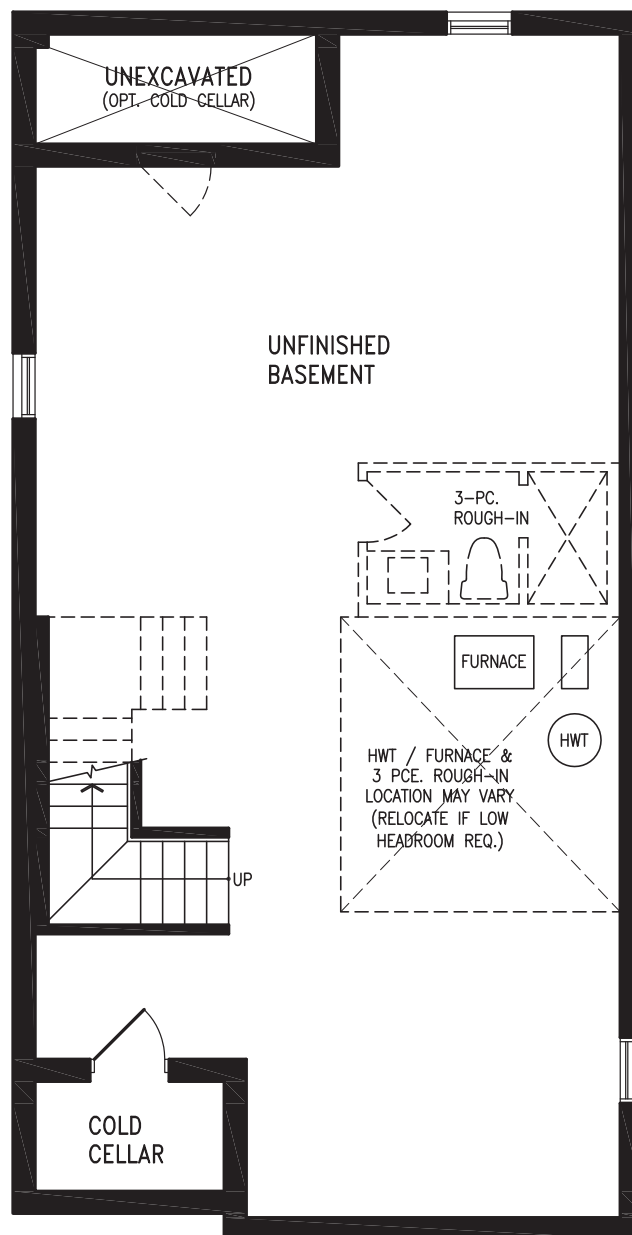 UNEXCAVATED
(OPT. COLD CELLAR)
UNFINISHED
BASEMENT
3-PC.
ROUGH-IN
FURNACE
HWT
HWT / FURNACE &
3 PCE. ROUGH-IN
LOCATION MAY VARY
(RELOCATE IF LOW
HEADROOM REQ.)
UP
COLD
CELLAR